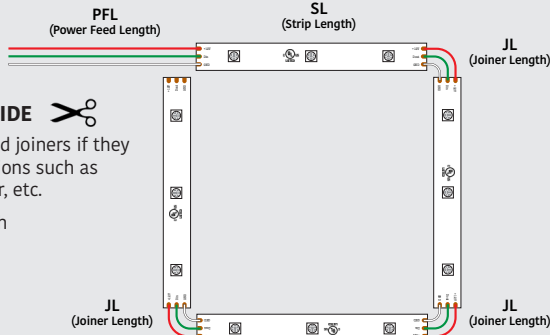 PFL
(Power Feed Length)
SL
(Strip Length)
JL
(Joiner Length)
IDE
d joiners if they
ons such as
r, etc.
n
JL
(Joiner Length)
JL
(Joiner Length)